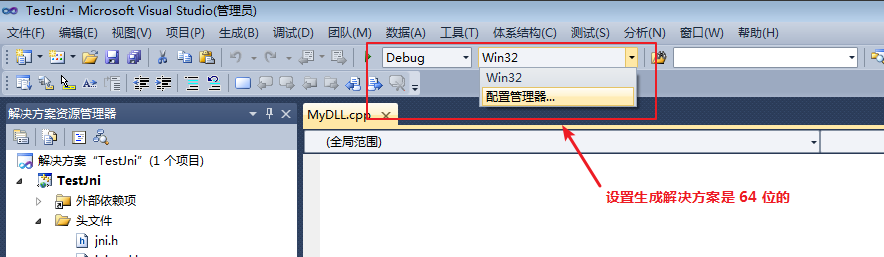 TestJni - Microsoft Visual Studio(管理员)
文件(F) 编辑(E) 视图(V) 项目(P) 生成(B) 调试(D) 团队(M) 数据(A) 工具(T) 体系结构(C) 测试(S) 分析(N) 窗口(W) 帮助(H)
Debug Win32
Win32
配置管理器...
解决方案资源管理器
MyDLL.cpp
(全局范围)
解决方案“TestJni”(1 个项目)
TestJni
外部依赖项
设置生成解决方案是 64 位的
头文件
jni.h